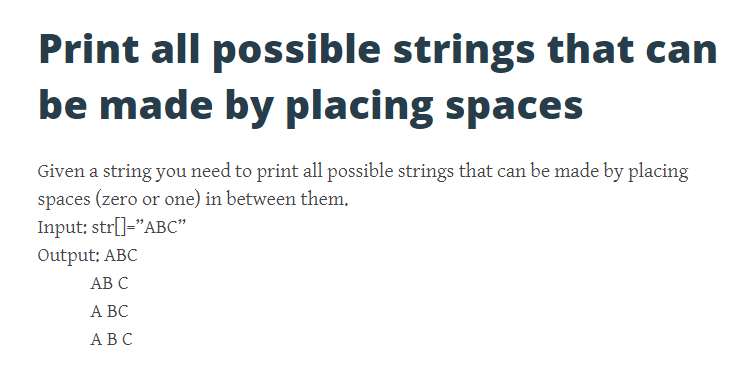 Print all possible strings that can
be made by placing spaces
Given a string you need to print all possible strings that can be made by placing
spaces (zero or one) in between them.
Input: str[]=”ABC”
Output: ABC
AB C
A BC
A B C